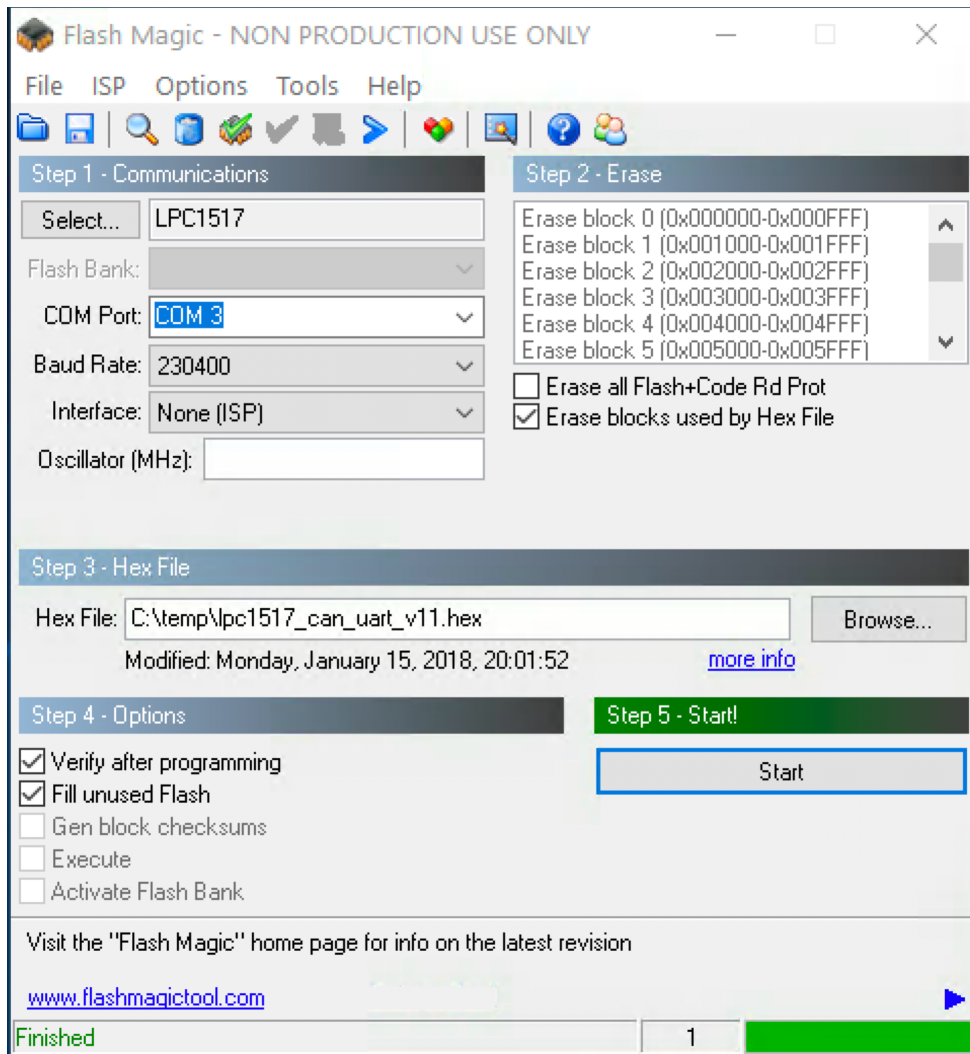 Flash Magic - NON PRODUCTION USE ONLY
File ISP Options Tools Help
Step 1 - Communications
Select... LPC1517
Flash Bank:
COM Port: COM 3
Baud Rate: 230400
Interface: None (ISP)
Oscillator (MHz):
Step 2 - Erase
Erase block 0 (0x000000-0x000FFF)
Erase block 1 (0x001000-0x001FFF)
Erase block 2 (0x002000-0x002FFF)
Erase block 3 (0x003000-0x003FFF)
Erase block 4 (0x004000-0x004FFF)
Erase block 5 (0x005000-0x005FFF)
Erase all Flash+Code Rd Prot
Erase blocks used by Hex File
Step 3 - Hex File
Hex File: C:\temp\lpc1517_can_uart_v11.hex Browse...
Modified: Monday, January 15, 2018, 20:01:52 more info
Step 4 - Options
Verify after programming
Fill unused Flash
Gen block checksums
Execute
Activate Flash Bank
Step 5 - Start!
Start
Visit the "Flash Magic" home page for info on the latest revision
www.flashmagictool.com
Finished 1